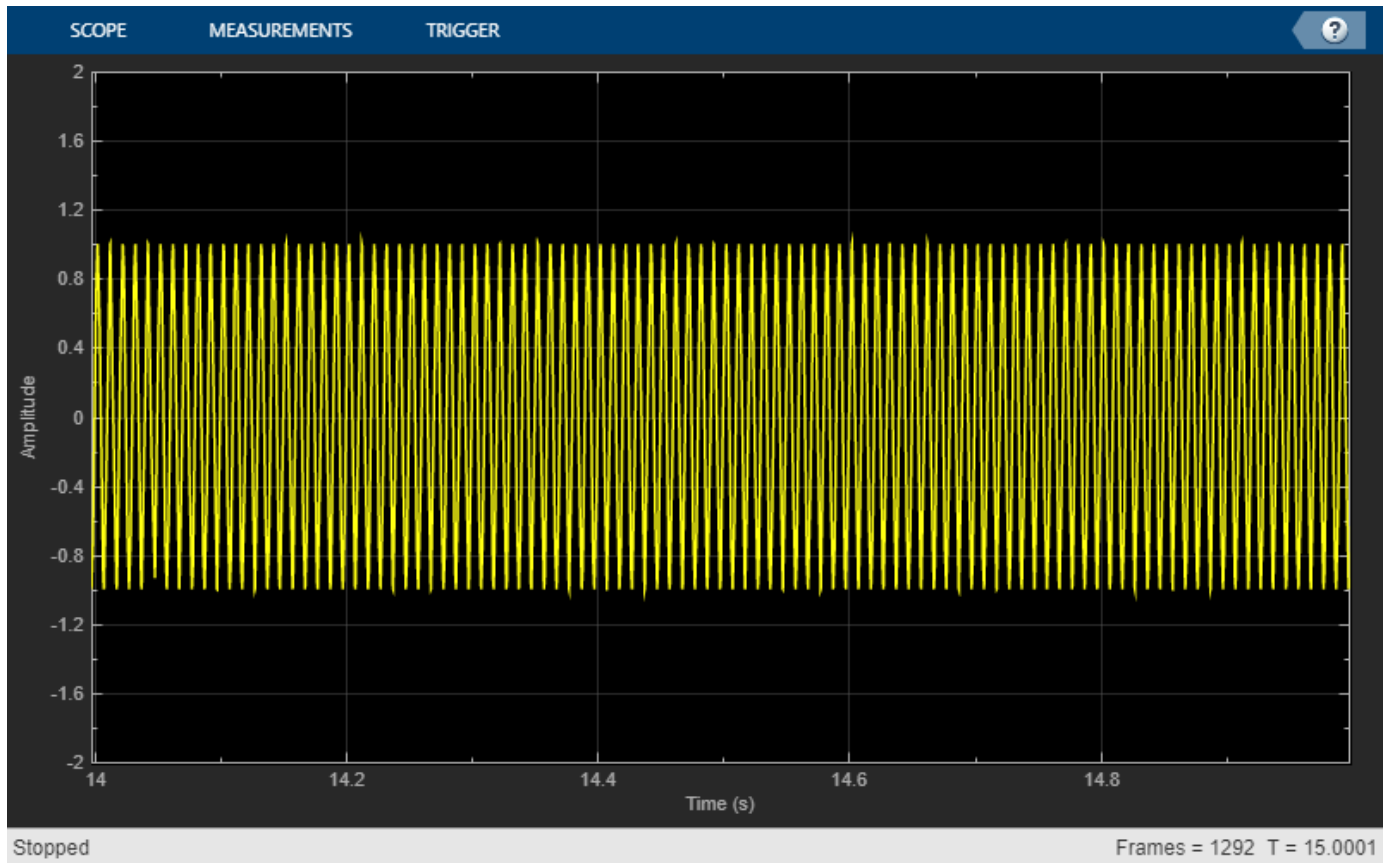 SCOPE MEASUREMENTS TRIGGER ?
2
1.6
1.2
0.8
0.4
0
-0.4
-0.8
-1.2
-1.6
-2
Amplitude
14 14.2 14.4 14.6 14.8
Time (s)
Stopped Frames = 1292 T = 15.0001